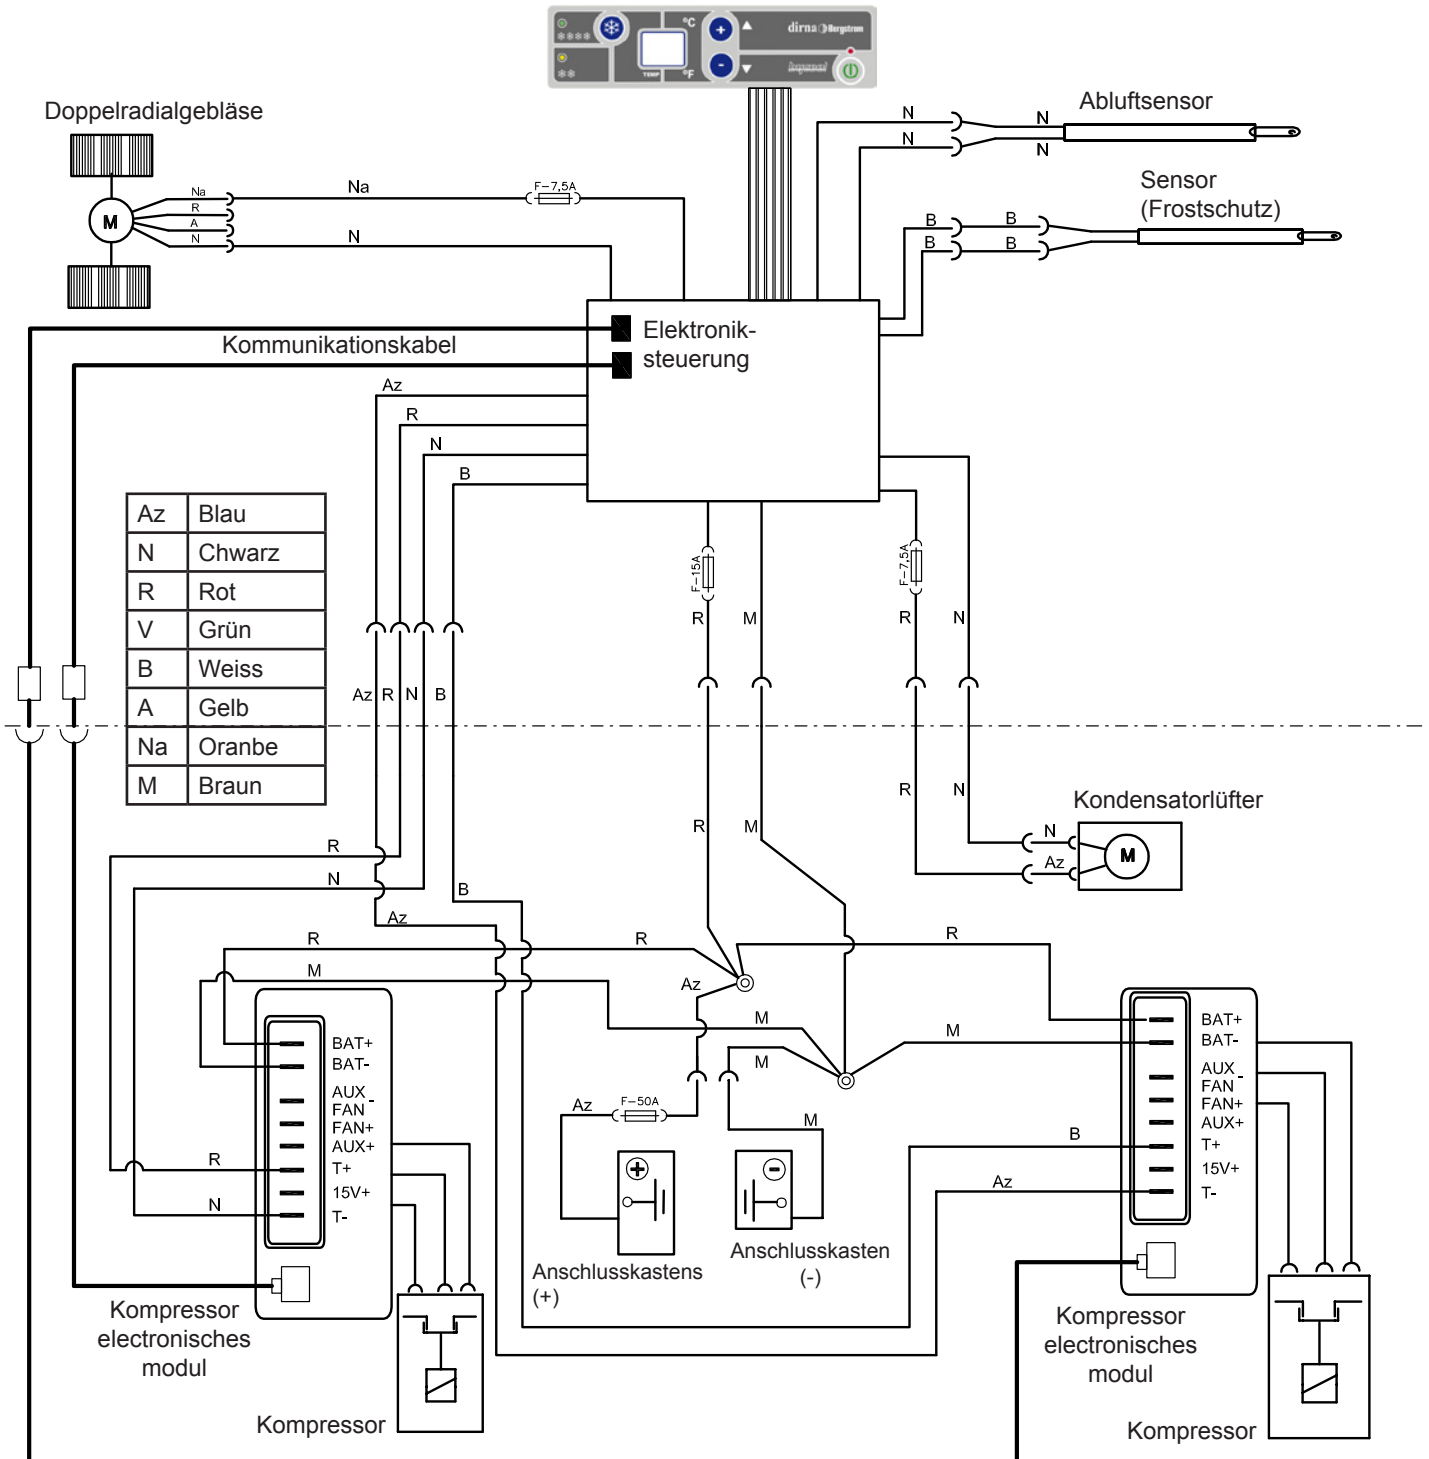 °C
dirna Bergstrom
TEMP
°F
Doppelradialgebläse
Abluftsensor
Sensor
(Frostschutz)
M
Na
R
A
N
Na
N
F-7,5A
N
N
N
N
B
B
B
B
Kommunikationskabel
Elektronik-
steuerung
Az
R
N
B
Az Blau
N Chwarz
R Rot
V Grün
B Weiss
A Gelb
Na Oranbe
M Braun
F-15A
F-7,5A
R
M
R
N
Az
R
N
B
R
M
R
N
Kondensatorlüfter
N
Az
M
R
N
B
Az
R
R
R
M
Az
M
M
M
BAT+
BAT-
AUX -
FAN
FAN+
AUX+
T+
15V+
T-
R
N
Az
F-50A
M
B
Az
BAT+
BAT-
AUX -
FAN
FAN+
AUX+
T+
15V+
T-
Anschlusskastens
(+)
Anschlusskasten
(-)
Kompressor
electronisches
modul
Kompressor
Kompressor
electronisches
modul
Kompressor